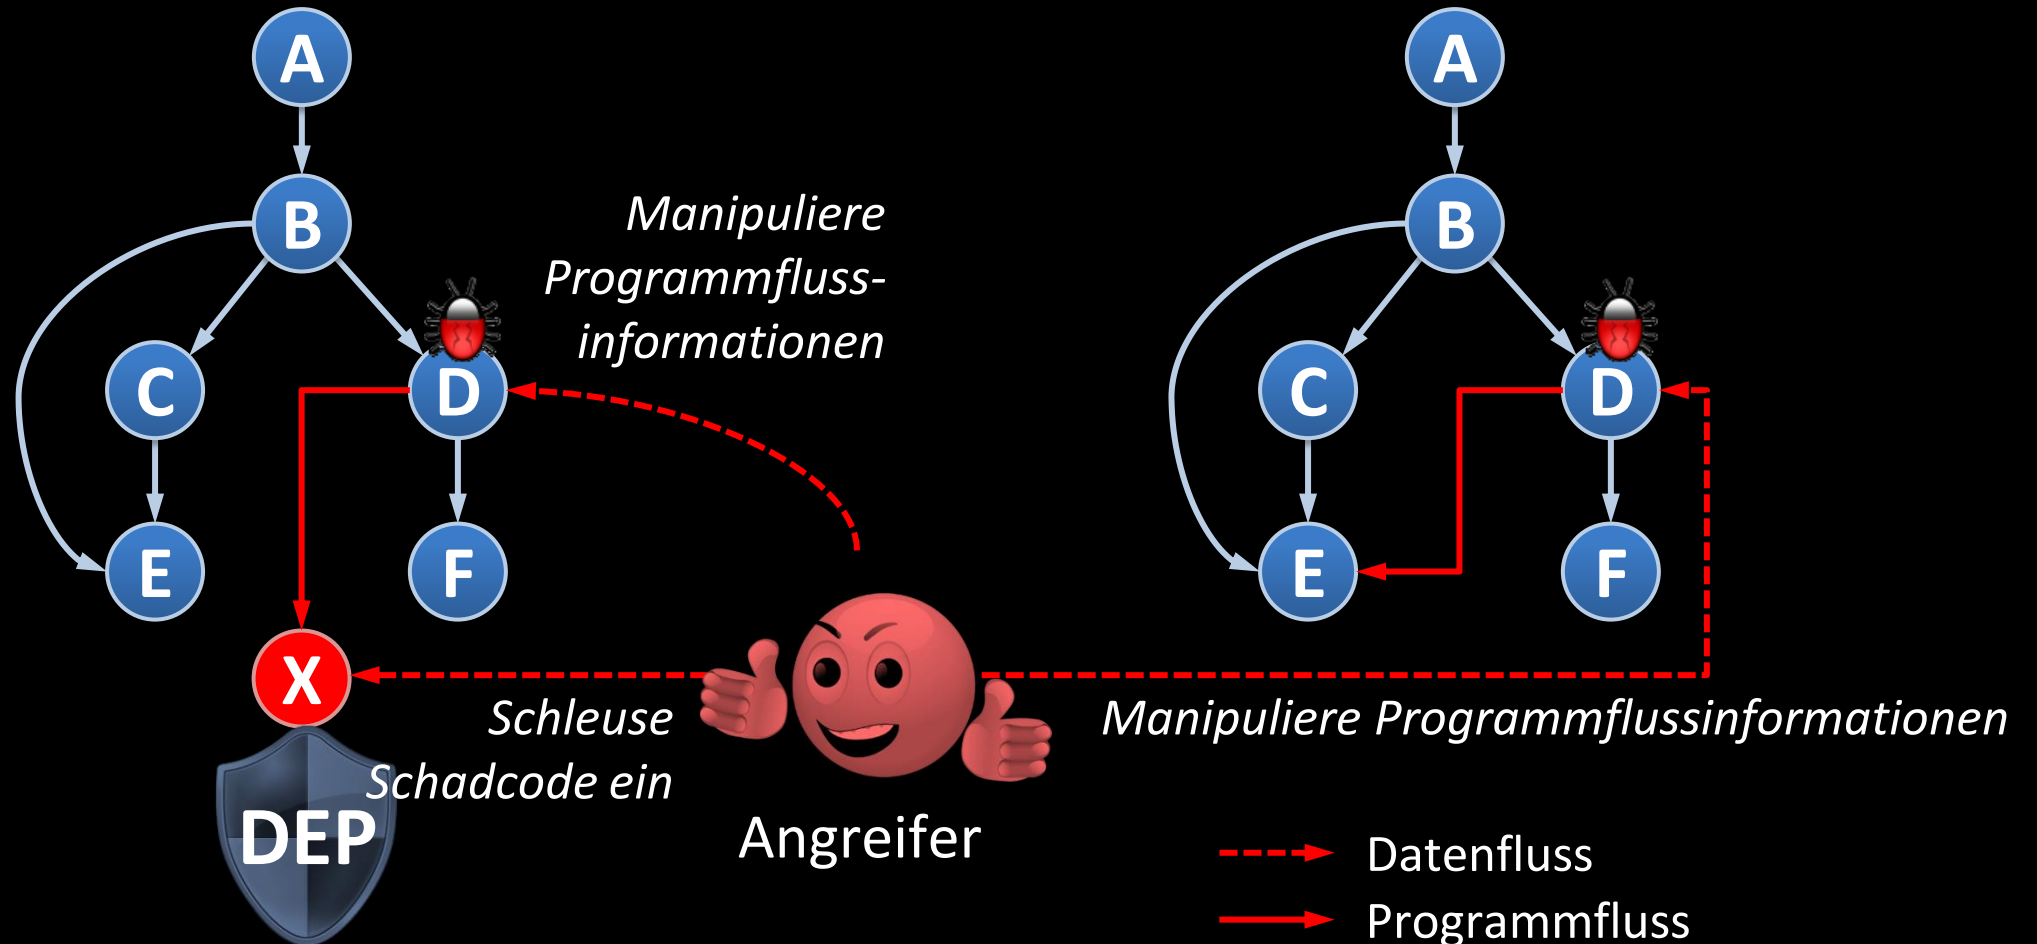 A
A
B
B
Manipuliere
Programmfluss-
informationen
C
D
C
D
E
F
E
F
X
Schleuse
Schadcode ein
Manipuliere Programmflussinformationen
DEP
Angreifer
Datenfluss
Programmfluss